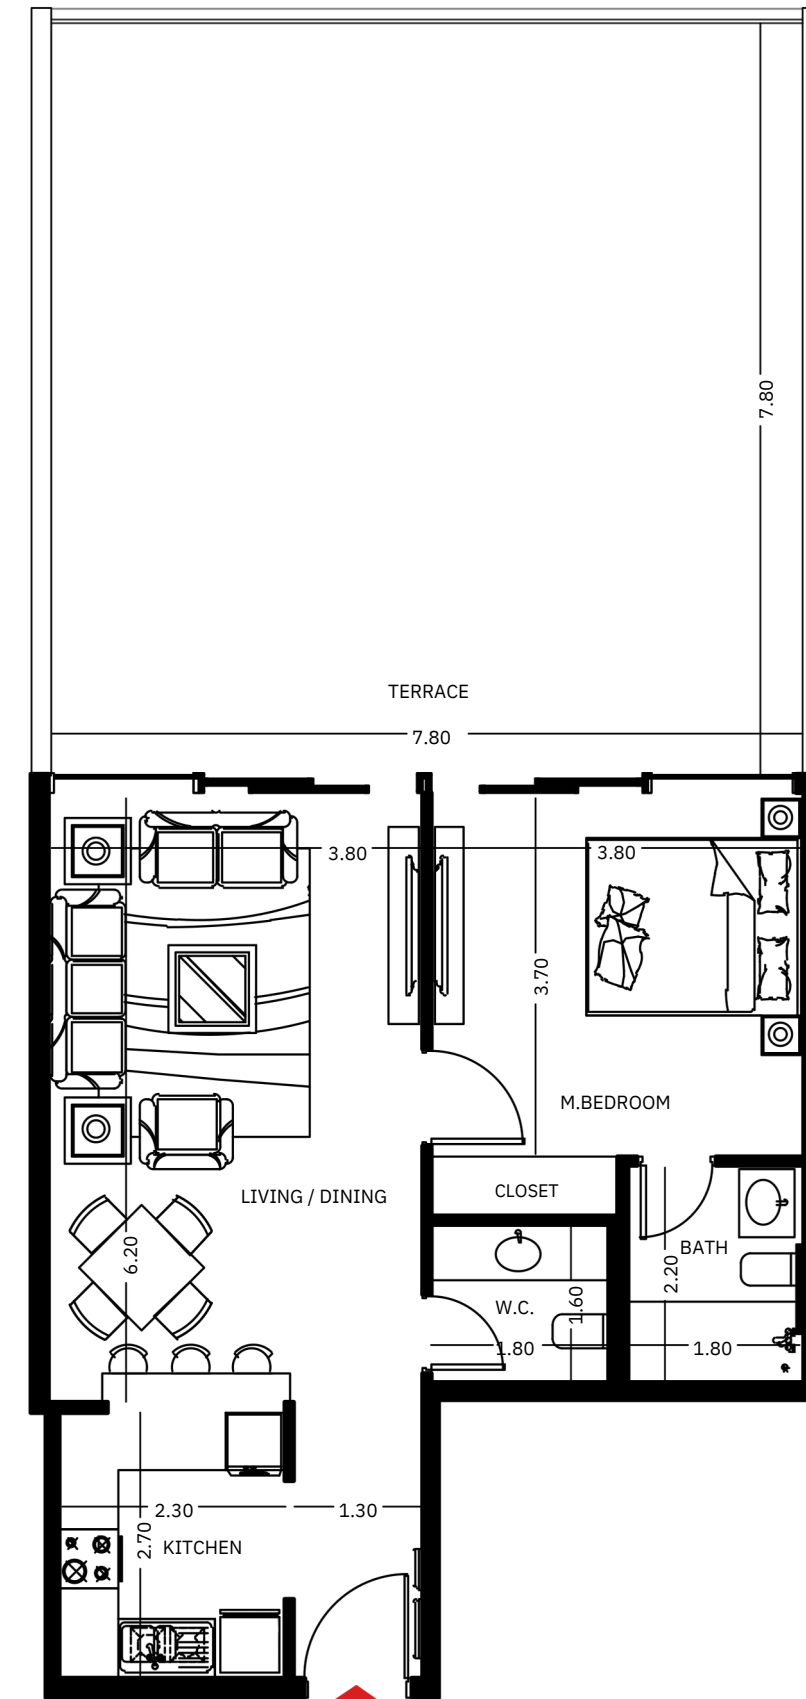 7.80
TERRACE
7.80
3.80
3.80
3.70
M.BEDROOM
CLOSET
LIVING / DINING
6.20
BATH
2.20
W.C.
1.60
1.80
1.80
2.30
1.30
2.70
KITCHEN